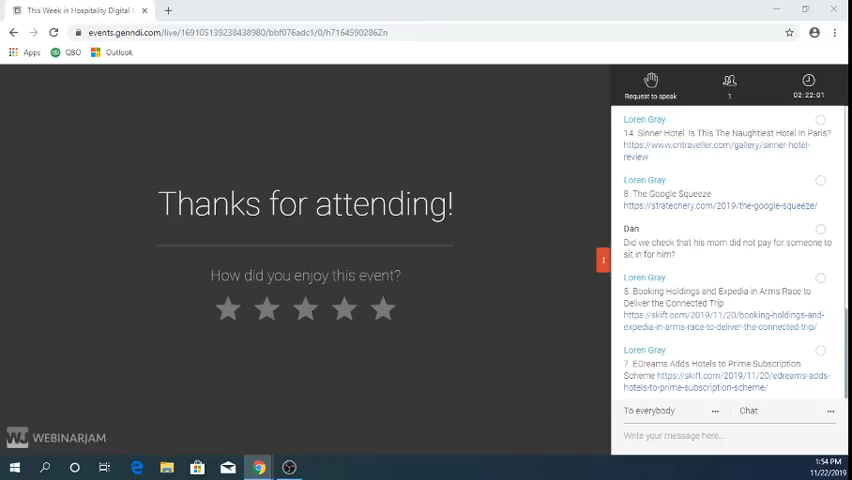 This Week in Hospitality Digital
events.genndi.com/live/169105139238438980/bbf076adc1/0/h7164590286Zn
Apps QBO Outlook
Request to speak
1
02:22:01
Thanks for attending!
How did you enjoy this event?
WJ WEBINARJAM
Loren Gray
14. Sinner Hotel. Is This The Naughtiest Hotel In Paris?
https://www.cntraveller.com/gallery/sinner-hotel-
review
Loren Gray
8. The Google Squeeze
https://stratechery.com/2019/the-google-squeeze/
Dan
Did we check that his mom did not pay for someone to
sit in for him?
Loren Gray
5. Booking Holdings and Expedia in Arms Race to
Deliver the Connected Trip
https://skift.com/2019/11/20/booking-holdings-and-
expedia-in-arms-race-to-deliver-the-connected-trip/
Loren Gray
7. EDreams Adds Hotels to Prime Subscription
Scheme https://skift.com/2019/11/20/edreams-adds-
hotels-to-prime-subscription-scheme/
To everybody ... Chat ...
Write your message here...
1:54 PM
11/22/2019